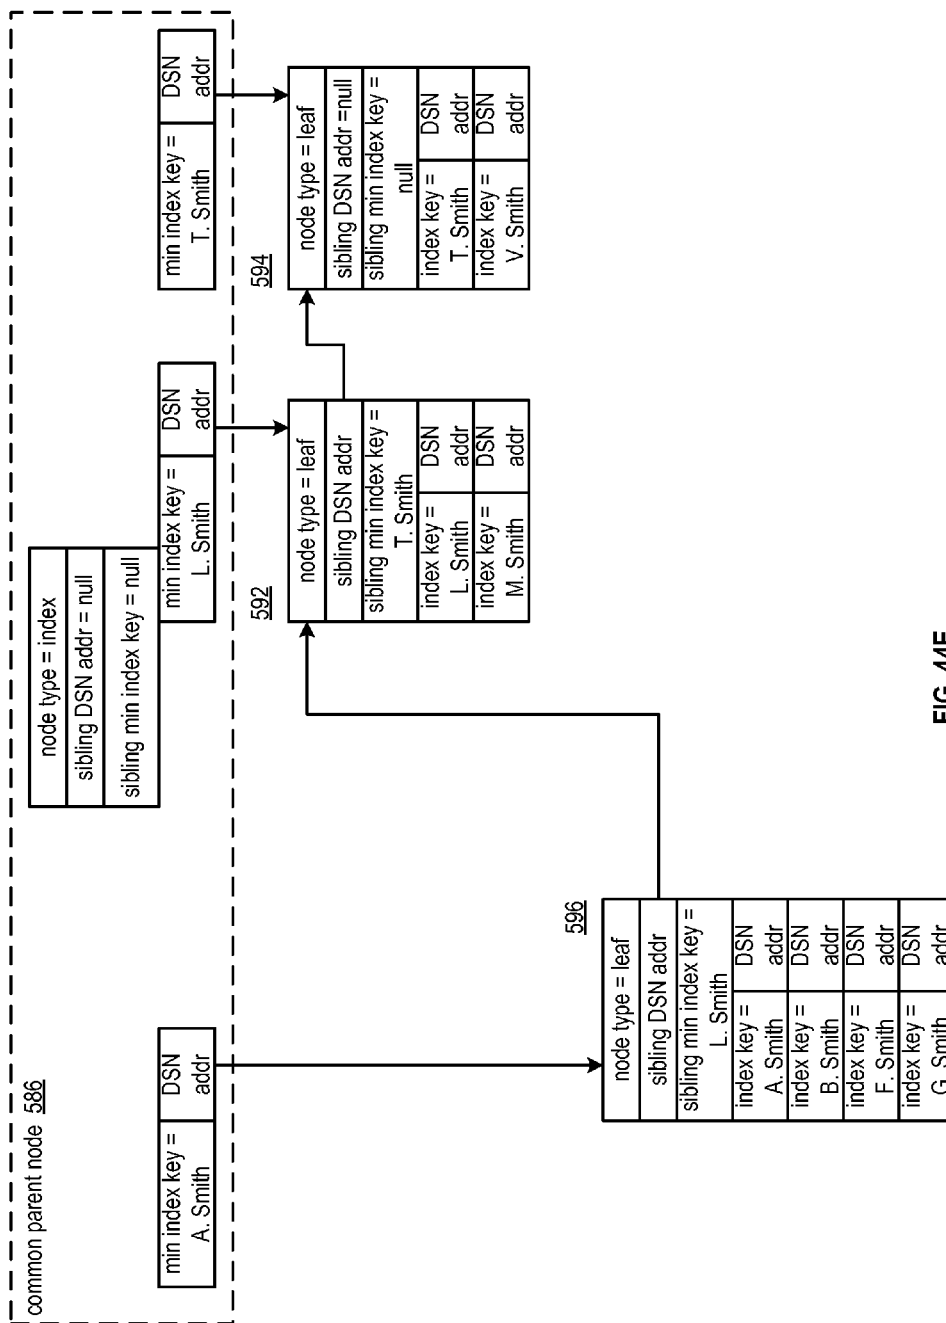 common parent node 586
node type = index
sibling DSN addr = null
sibling min index key = null
min index key =
A. Smith
DSN
addr
min index key =
L. Smith
DSN
addr
min index key =
T. Smith
DSN
addr
592
node type = leaf
sibling DSN addr
sibling min index key =
T. Smith
index key =
L. Smith
DSN
addr
index key =
M. Smith
DSN
addr
594
node type = leaf
sibling DSN addr =null
sibling min index key =
null
index key =
T. Smith
DSN
addr
index key =
V. Smith
DSN
addr
596
node type = leaf
sibling DSN addr
sibling min index key =
L. Smith
index key =
A. Smith
DSN
addr
index key =
B. Smith
DSN
addr
index key =
F. Smith
DSN
addr
index key =
G. Smith
DSN
addr
FIG. 44F